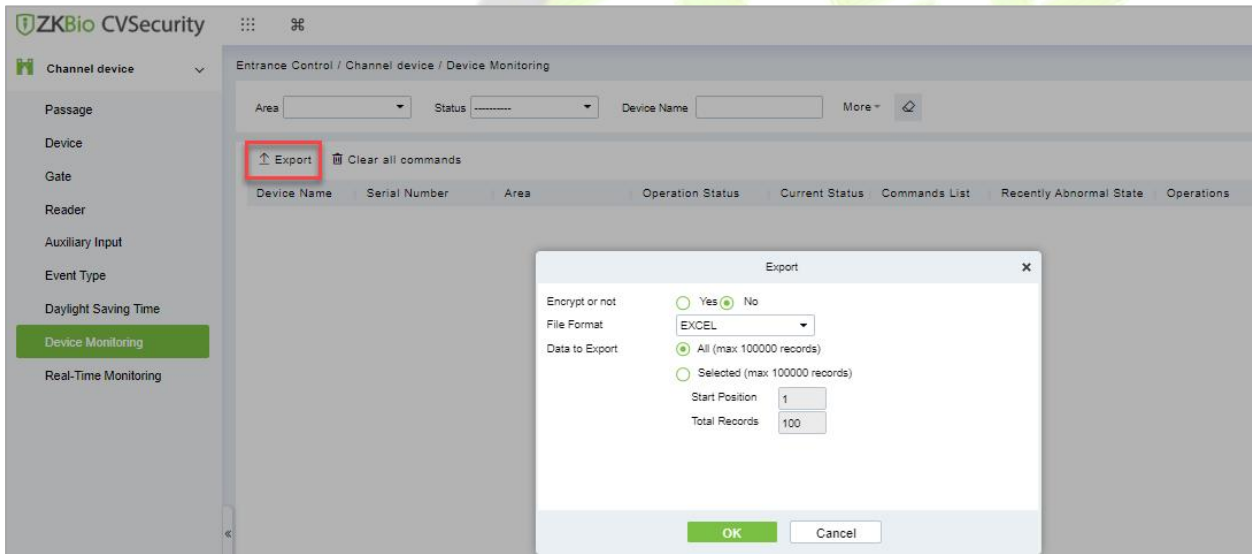 ZKBio CVSecurity
Channel device
Entrance Control / Channel device / Device Monitoring
Passage
Device
Gate
Reader
Auxiliary Input
Event Type
Daylight Saving Time
Device Monitoring
Real-Time Monitoring
Area Status ---------- Device Name More
Export Clear all commands
Device Name Serial Number Area Operation Status Current Status Commands List Recently Abnormal State Operations
Export
Encrypt or not Yes No
File Format EXCEL
Data to Export All (max 100000 records)
Selected (max 100000 records)
Start Position 1
Total Records 100
OK Cancel